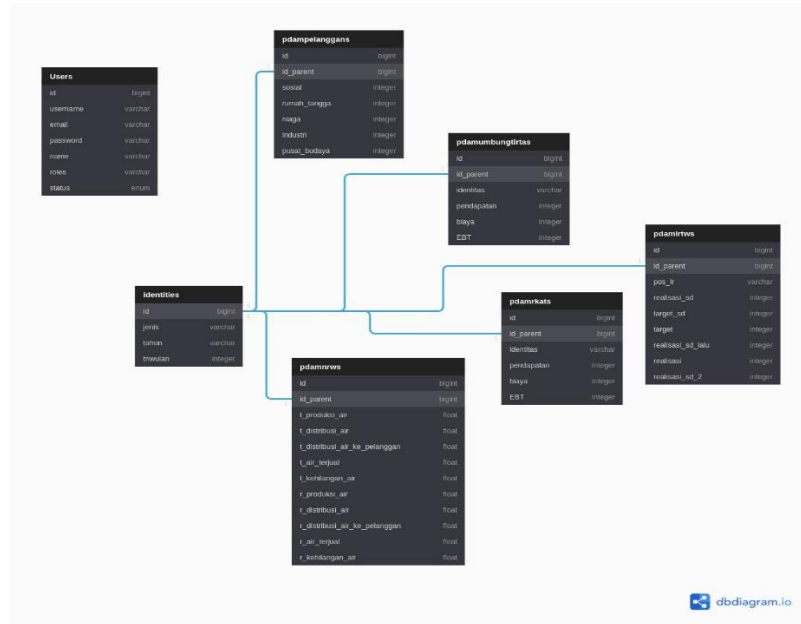 Users
id bigint
username varchar
email varchar
password varchar
name varchar
roles varchar
status enum
pdampelanggans
id bigint
id_parent bigint
sosial integer
rumah_tangga integer
niaga integer
industri integer
pusat_budaya integer
pdamumbungtirtas
id bigint
id_parent bigint
identitas varchar
pendapatan integer
biaya integer
EBT integer
pdamirtws
id bigint
id_parent bigint
pos_lr varchar
realisasi_sd integer
target_sd integer
target integer
realisasi_sd_lalu integer
realisasi integer
realisasi_sd_2 integer
identities
id bigint
jenis varchar
tahun varchar
triwulan integer
pdamrkats
id bigint
id_parent bigint
identitas varchar
pendapatan integer
biaya integer
EBT integer
pdamnrws
id bigint
id_parent bigint
t_produksi_air float
t_distribusi_air float
t_distribusi_air_ke_pelanggan float
t_air_terjual float
t_kehilangan_air float
r_produksi_air float
r_distribusi_air float
r_distribusi_air_ke_pelanggan float
r_air_terjual float
r_kehilangan_air float
dbdiagram.io